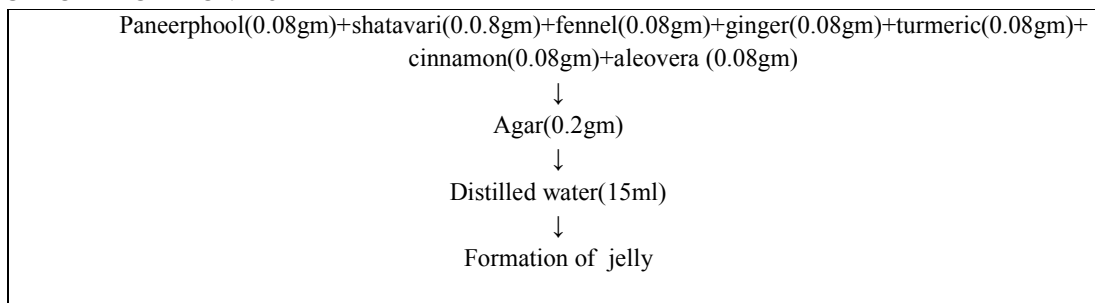 Paneerphool(0.08gm)+shatavari(0.0.8gm)+fennel(0.08gm)+ginger(0.08gm)+turmeric(0.08gm)+
cinnamon(0.08gm)+aleovera (0.08gm)
↓
Agar(0.2gm)
↓
Distilled water(15ml)
↓
Formation of jelly